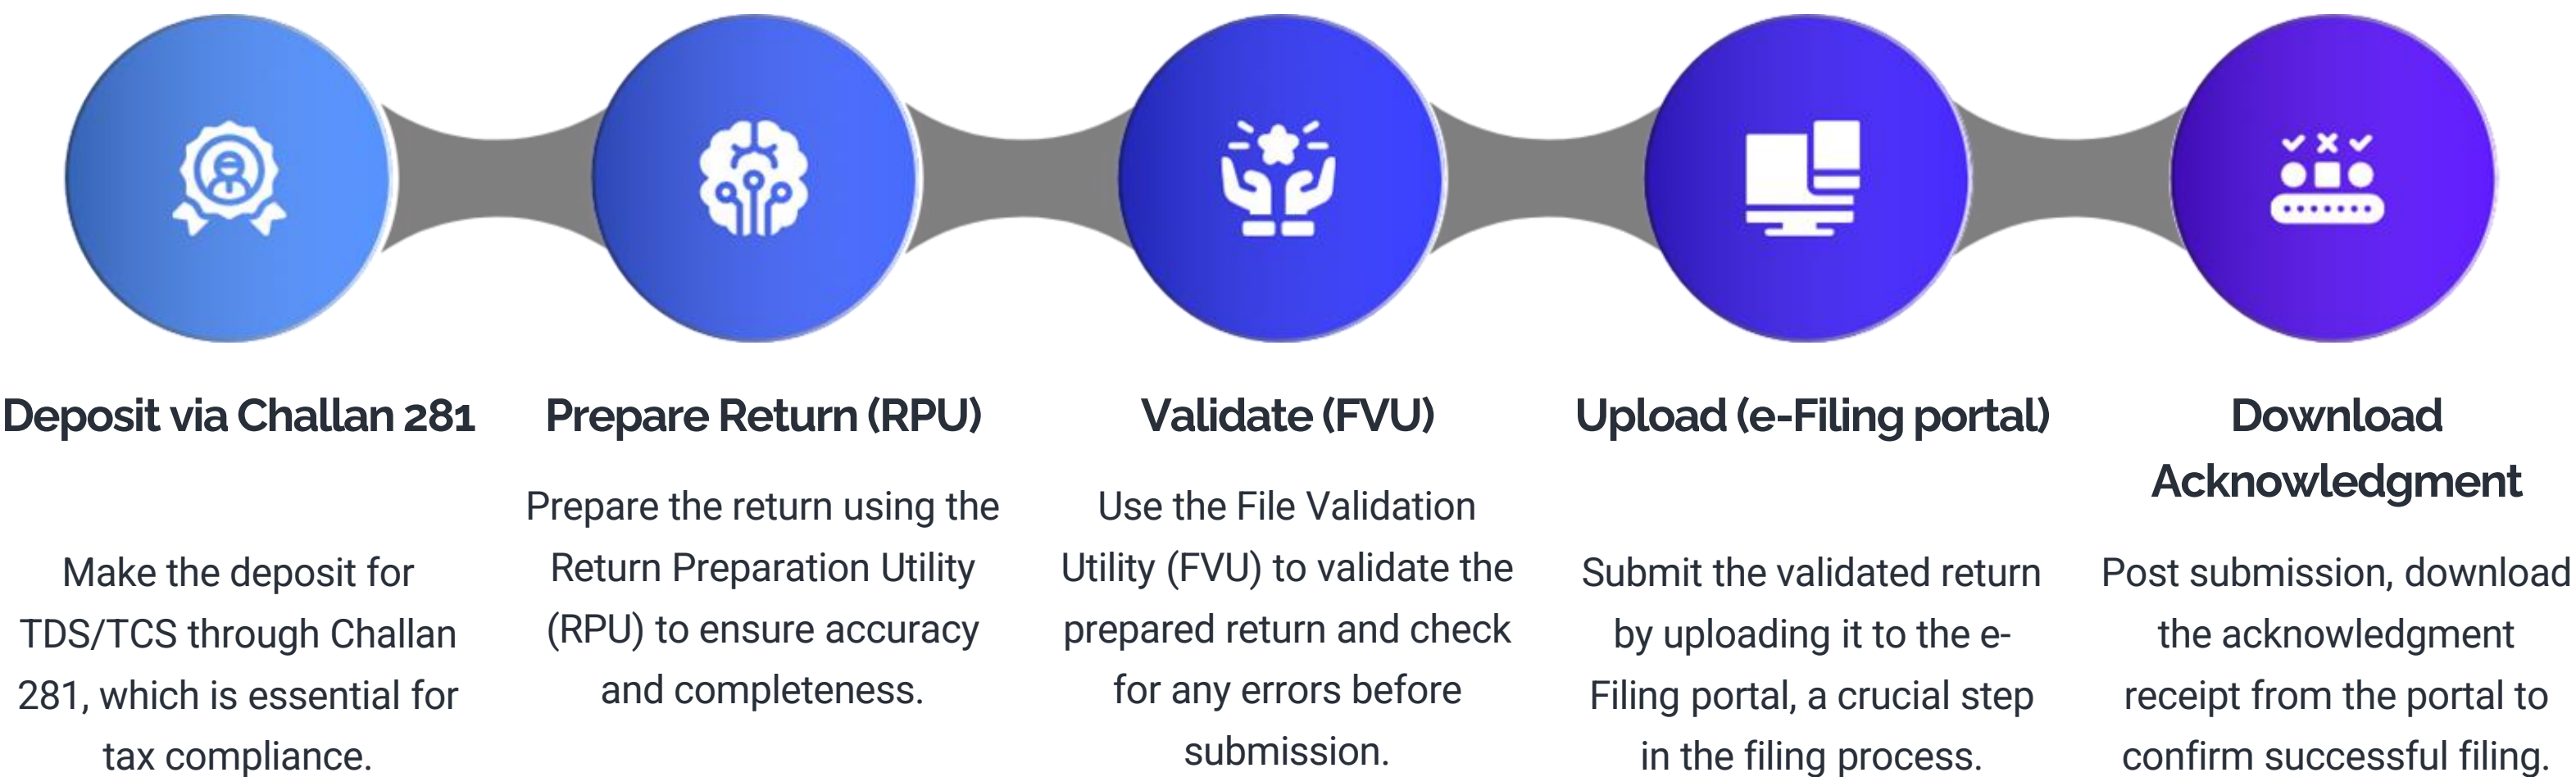 Deposit via Challan 281
Make the deposit for
TDS/TCS through Challan
281, which is essential for
tax compliance.
Prepare Return (RPU)
Prepare the return using the
Return Preparation Utility
(RPU) to ensure accuracy
and completeness.
Validate (FVU)
Use the File Validation
Utility (FVU) to validate the
prepared return and check
for any errors before
submission.
Upload (e-Filing portal)
Submit the validated return
by uploading it to the e-
Filing portal, a crucial step
in the filing process.
Download
Acknowledgment
Post submission, download
the acknowledgment
receipt from the portal to
confirm successful filing.